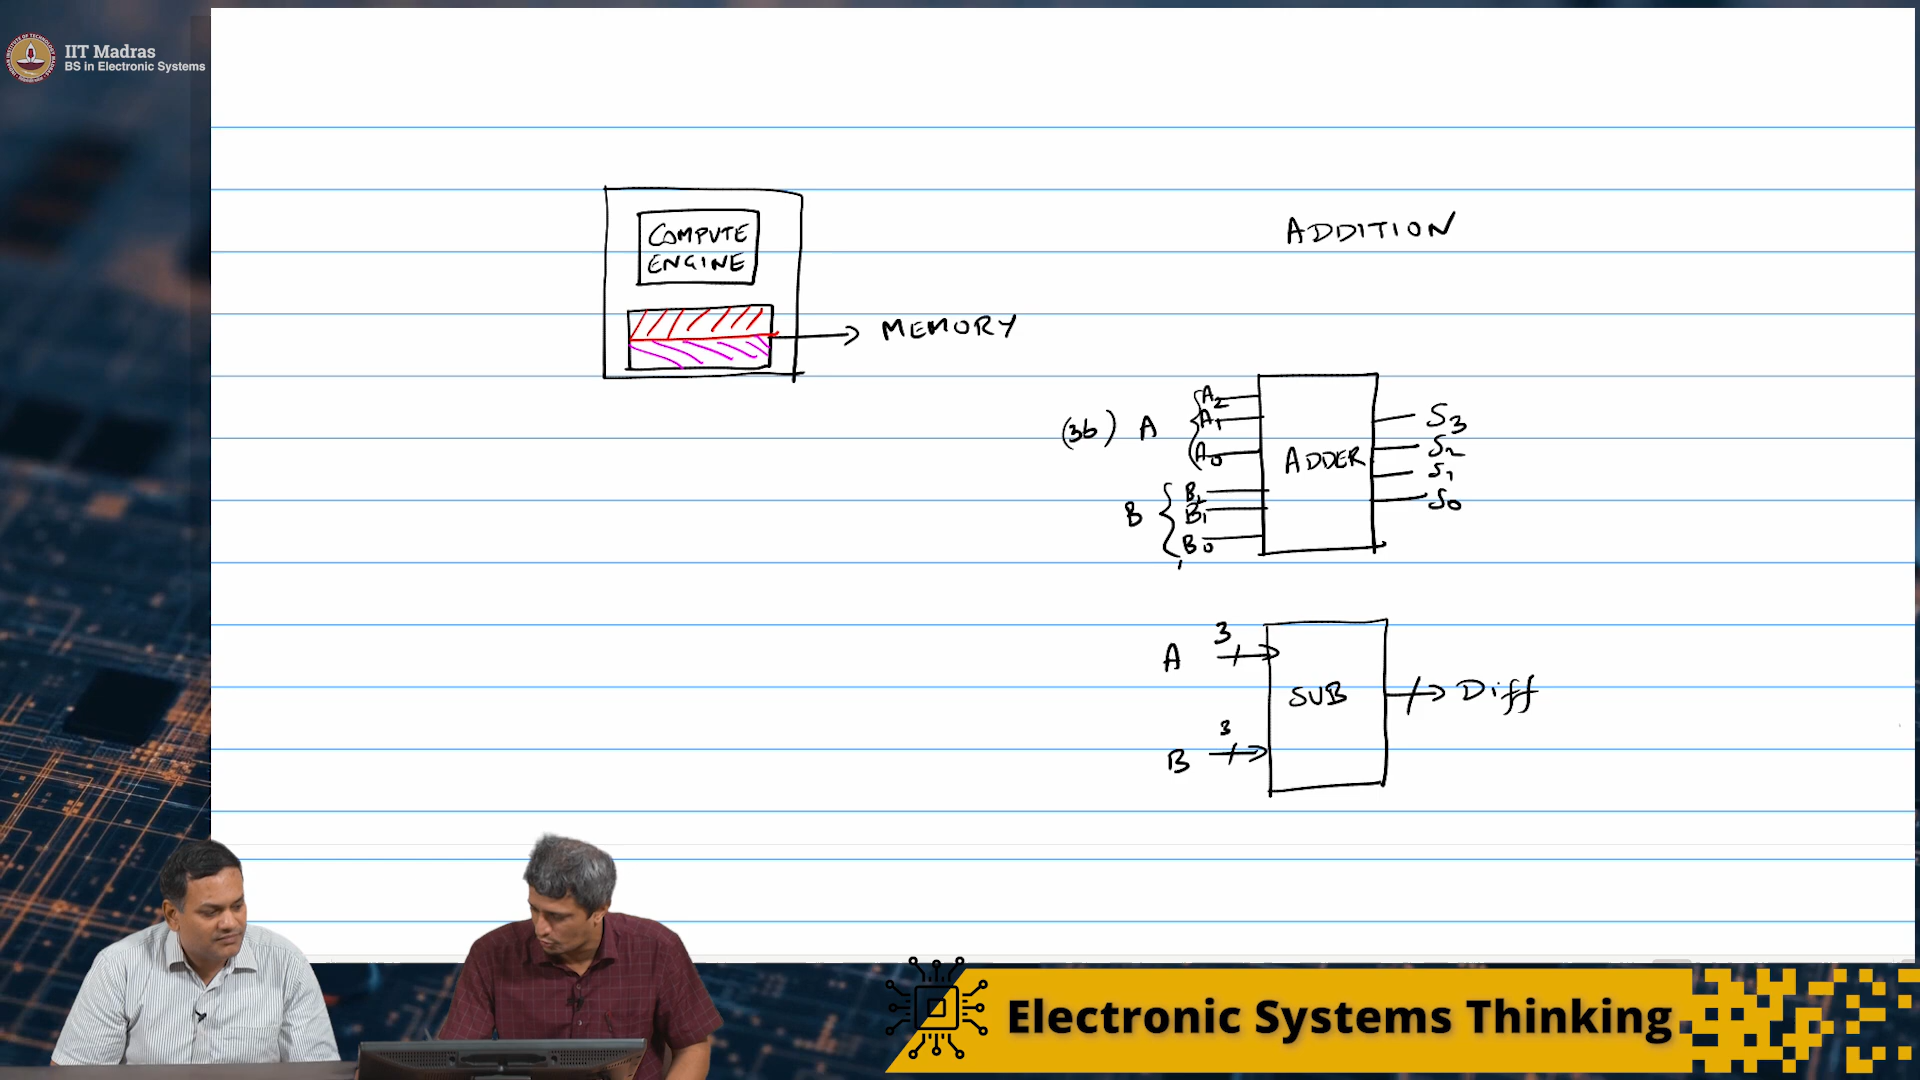 IIT Madras
BS in Electronic Systems
COMPUTE
ENGINE
MEMORY
ADDITION
(3b) A
A2
A1
A0
B
B1
B0
ADDER
S3
S2
S1
S0
A 3
B 3
SUB
Diff
Electronic Systems Thinking